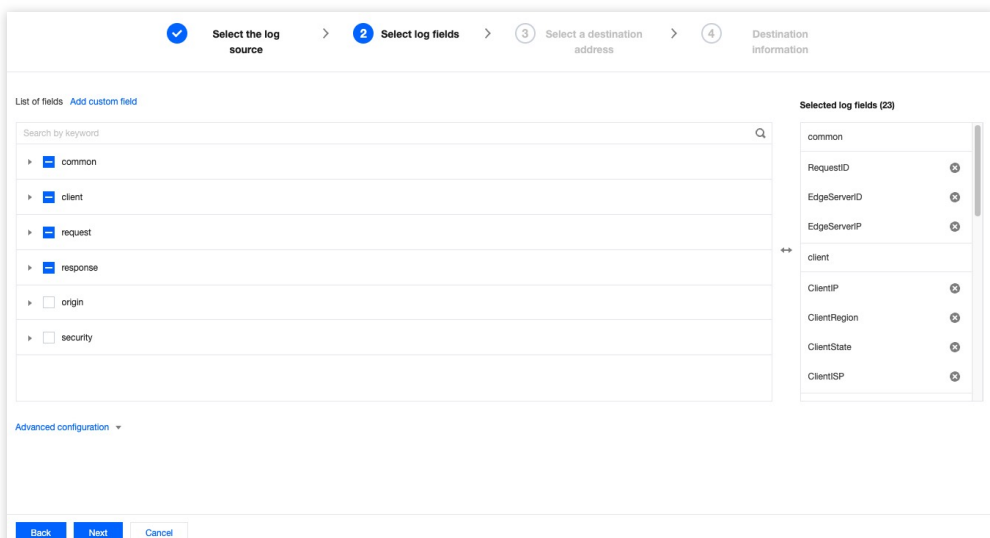 Select the log
source
2
Select log fields
3
Select a destination
address
4
Destination
information
List of fields Add custom field
Search by keyword
common
client
request
response
origin
security
Selected log fields (23)
common
RequestID
EdgeServerID
EdgeServerIP
client
ClientIP
ClientRegion
ClientState
ClientISP
Advanced configuration
Back
Next
Cancel